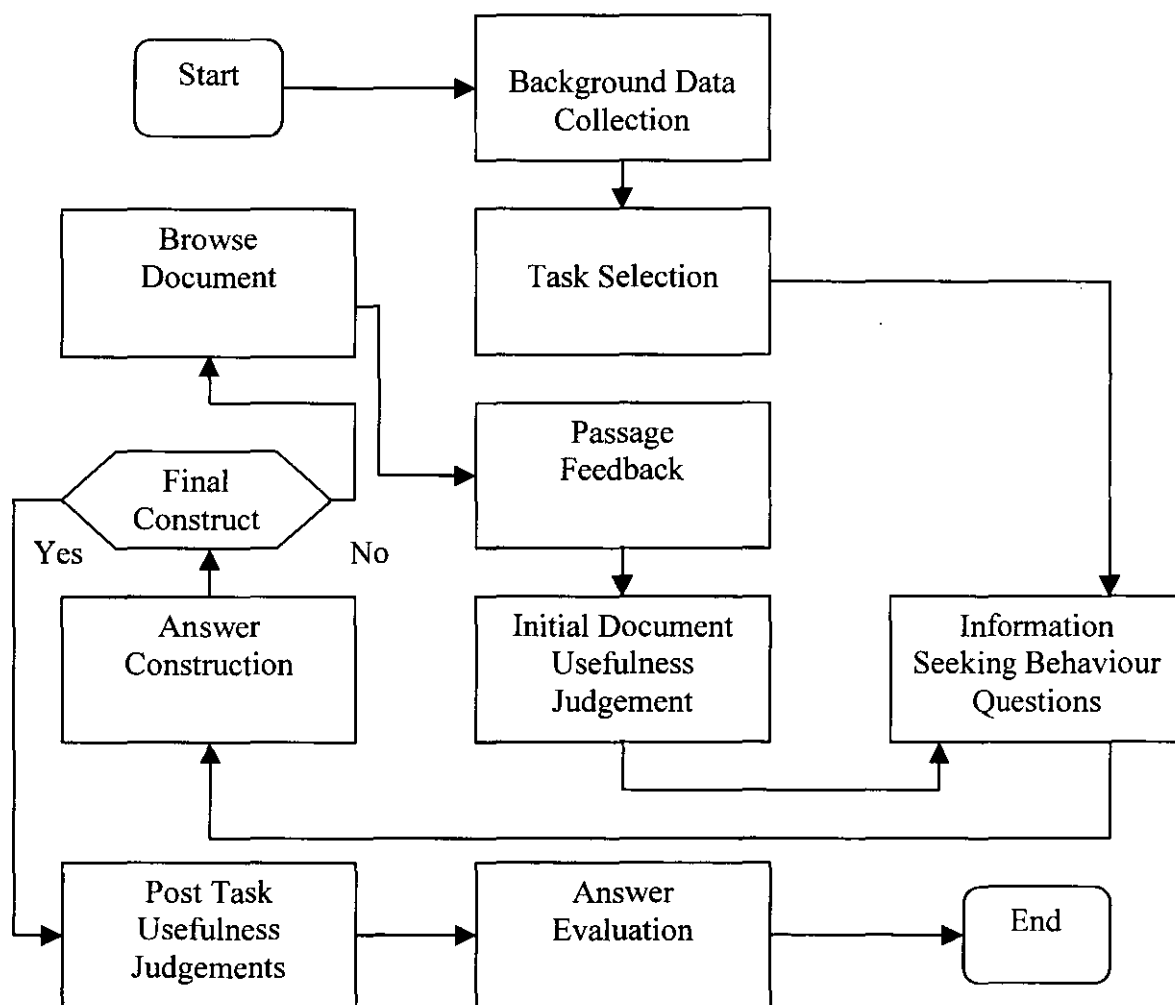 Start
Background Data
Collection
Browse
Document
Task Selection
Passage
Feedback
Final
Construct
Yes
No
Answer
Construction
Initial Document
Usefulness
Judgement
Information
Seeking Behaviour
Questions
Post Task
Usefulness
Judgements
Answer
Evaluation
End